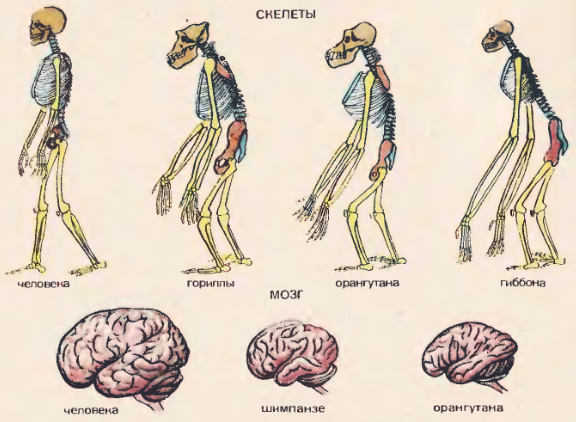 СКЕЛЕТЫ
человека
гориллы
орангутана
гиббона
МОЗГ
человека
шимпанзе
орангутана